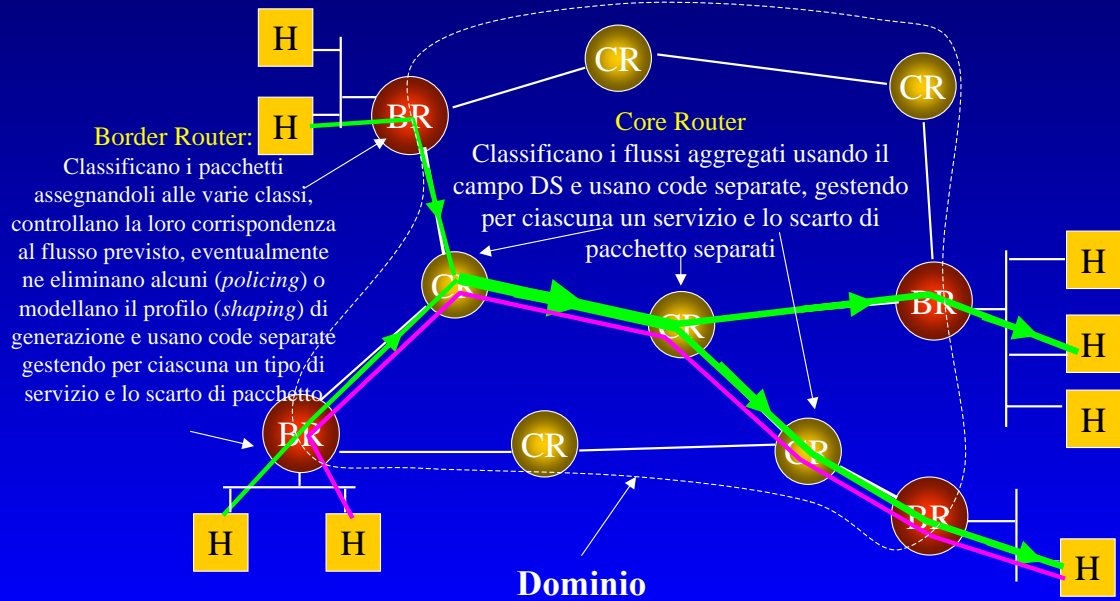 H
CR
CR
H
BR
Border Router:
Classificano i pacchetti
assegnandoli alle varie classi,
controllano la loro corrispondenza
al flusso previsto, eventualmente
ne eliminano alcuni (policing) o
modellano il profilo (shaping) di
generazione e usano code separate
gestendo per ciascuna un tipo di
servizio e lo scarto di pacchetto
Core Router
Classificano i flussi aggregati usando il
campo DS e usano code separate, gestendo
per ciascuna un servizio e lo scarto di
pacchetto separati
CR
CR
BR
H
H
H
BR
CR
CR
BR
H
H
H
Dominio